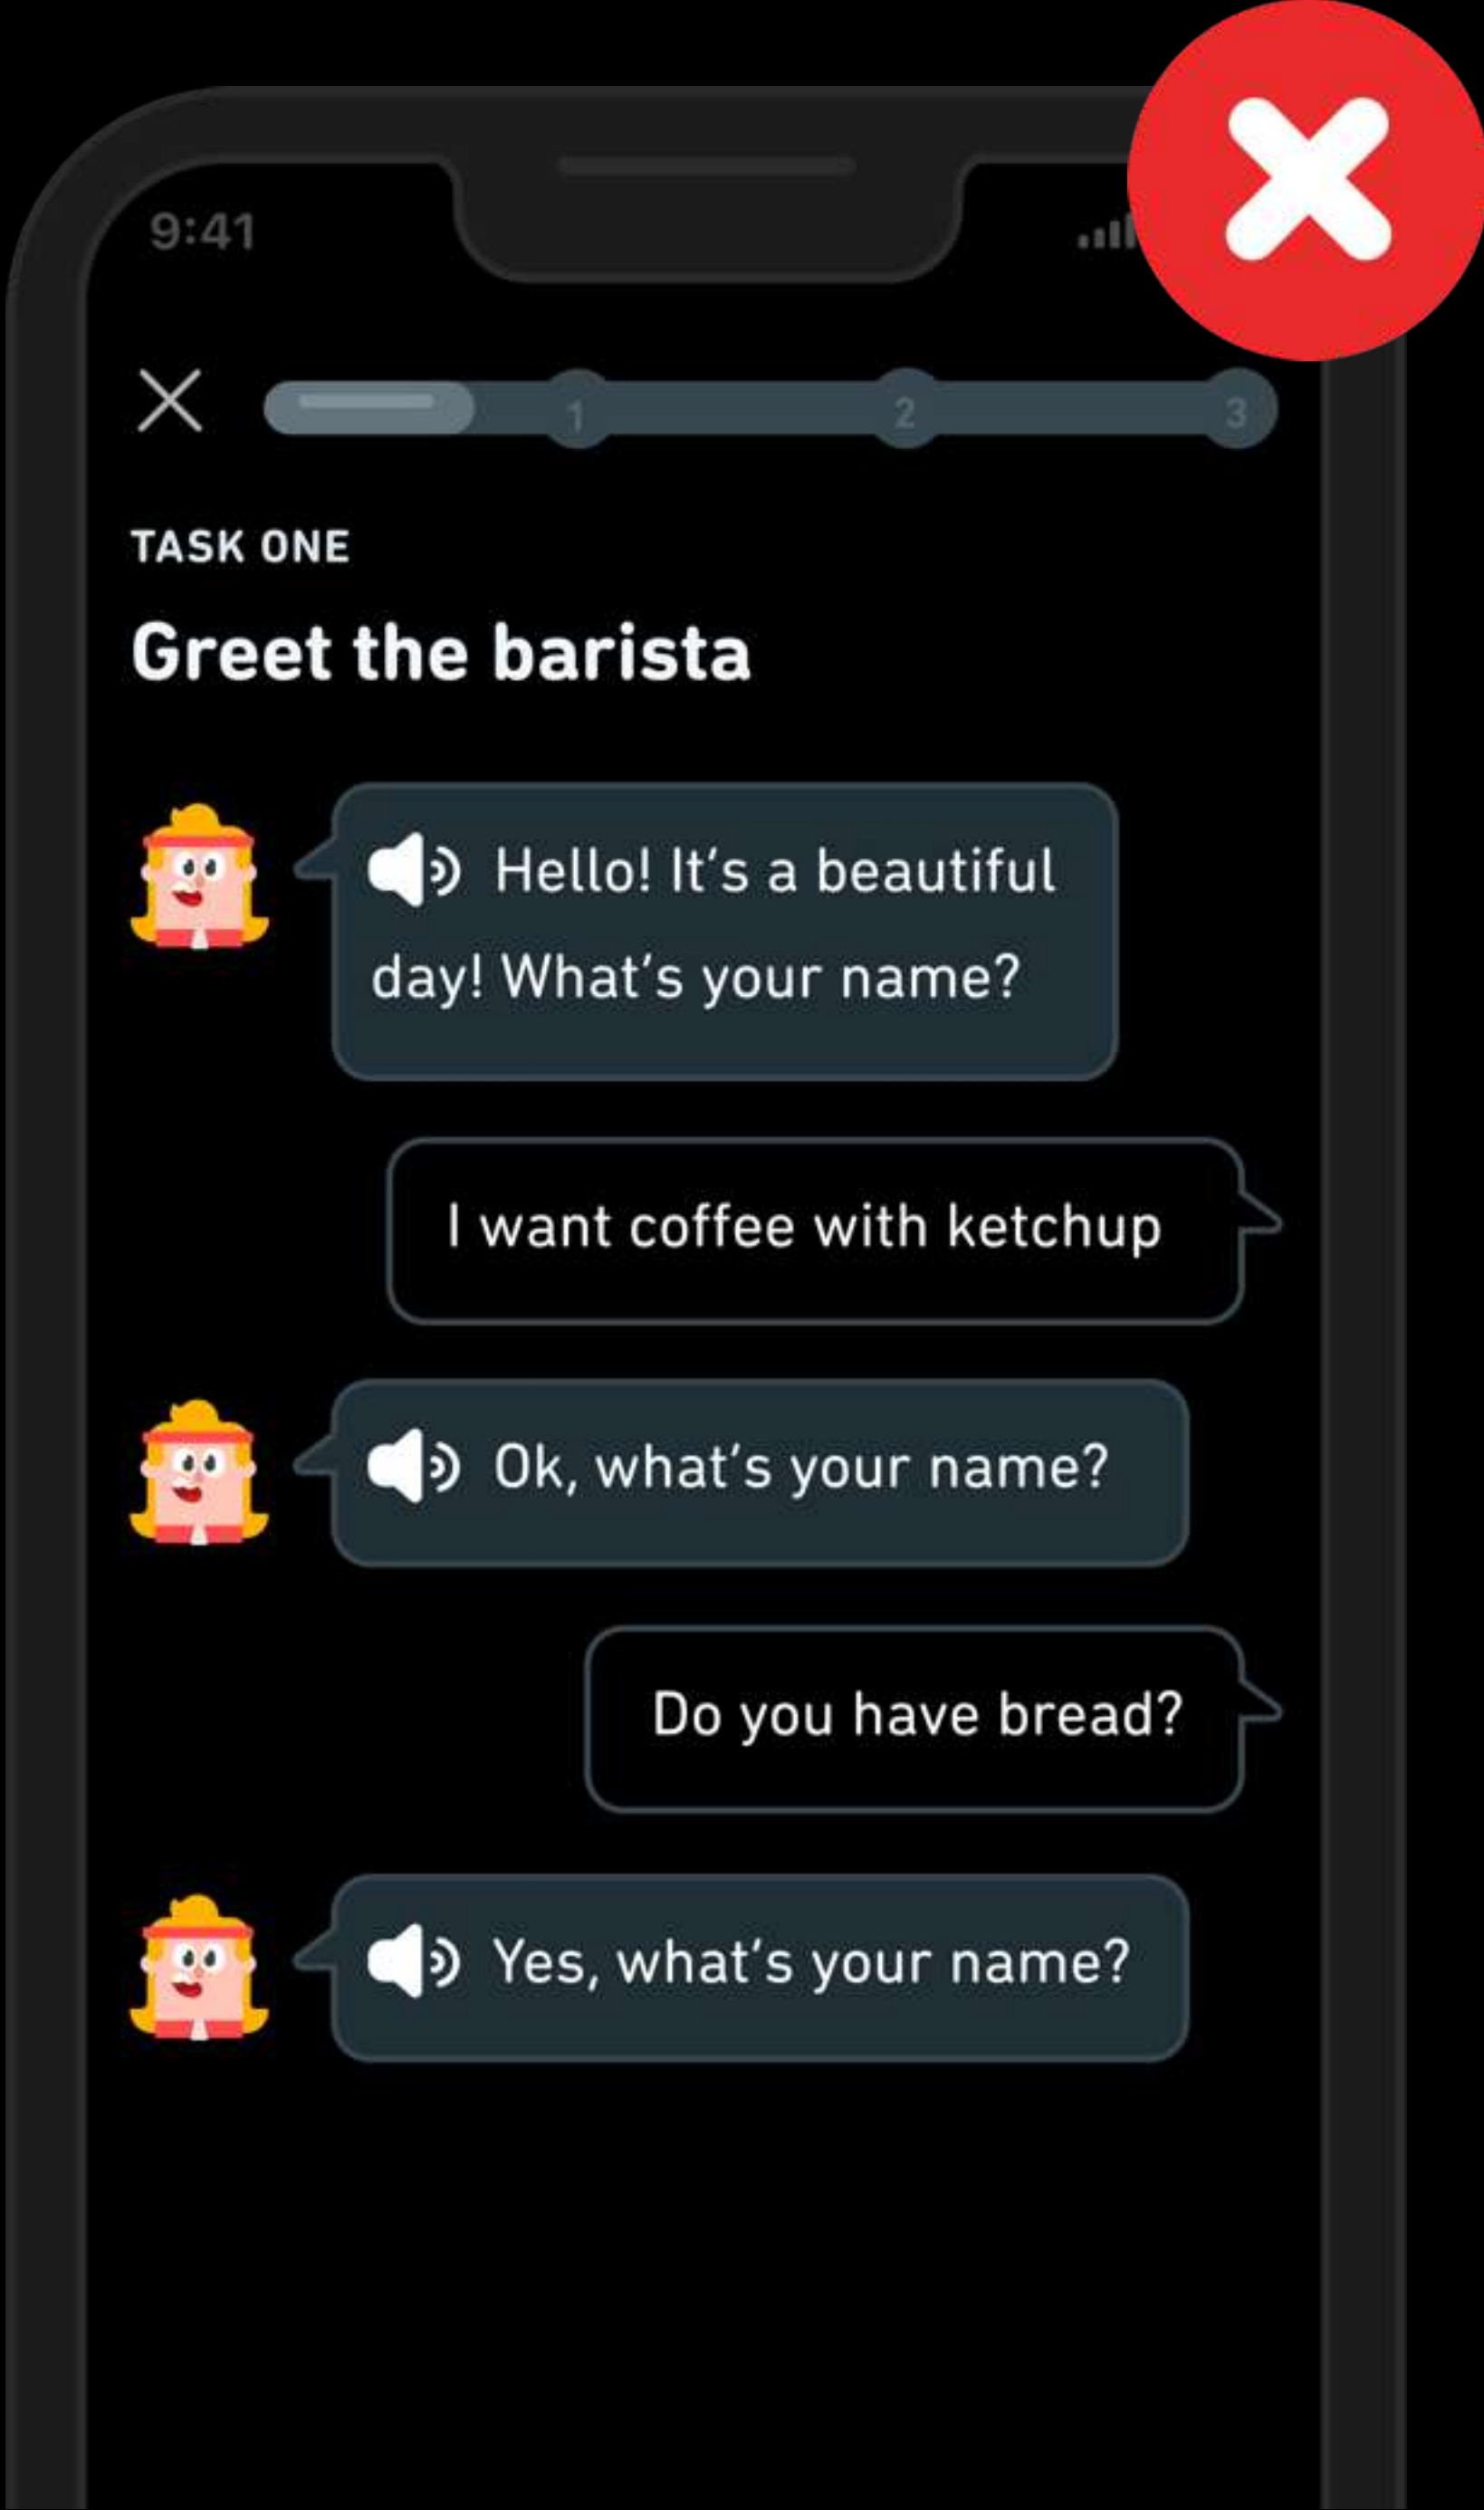 9:41
1 2 3
TASK ONE
Greet the barista
Hello! It's a beautiful
day! What's your name?
I want coffee with ketchup
Ok, what's your name?
Do you have bread?
Yes, what's your name?